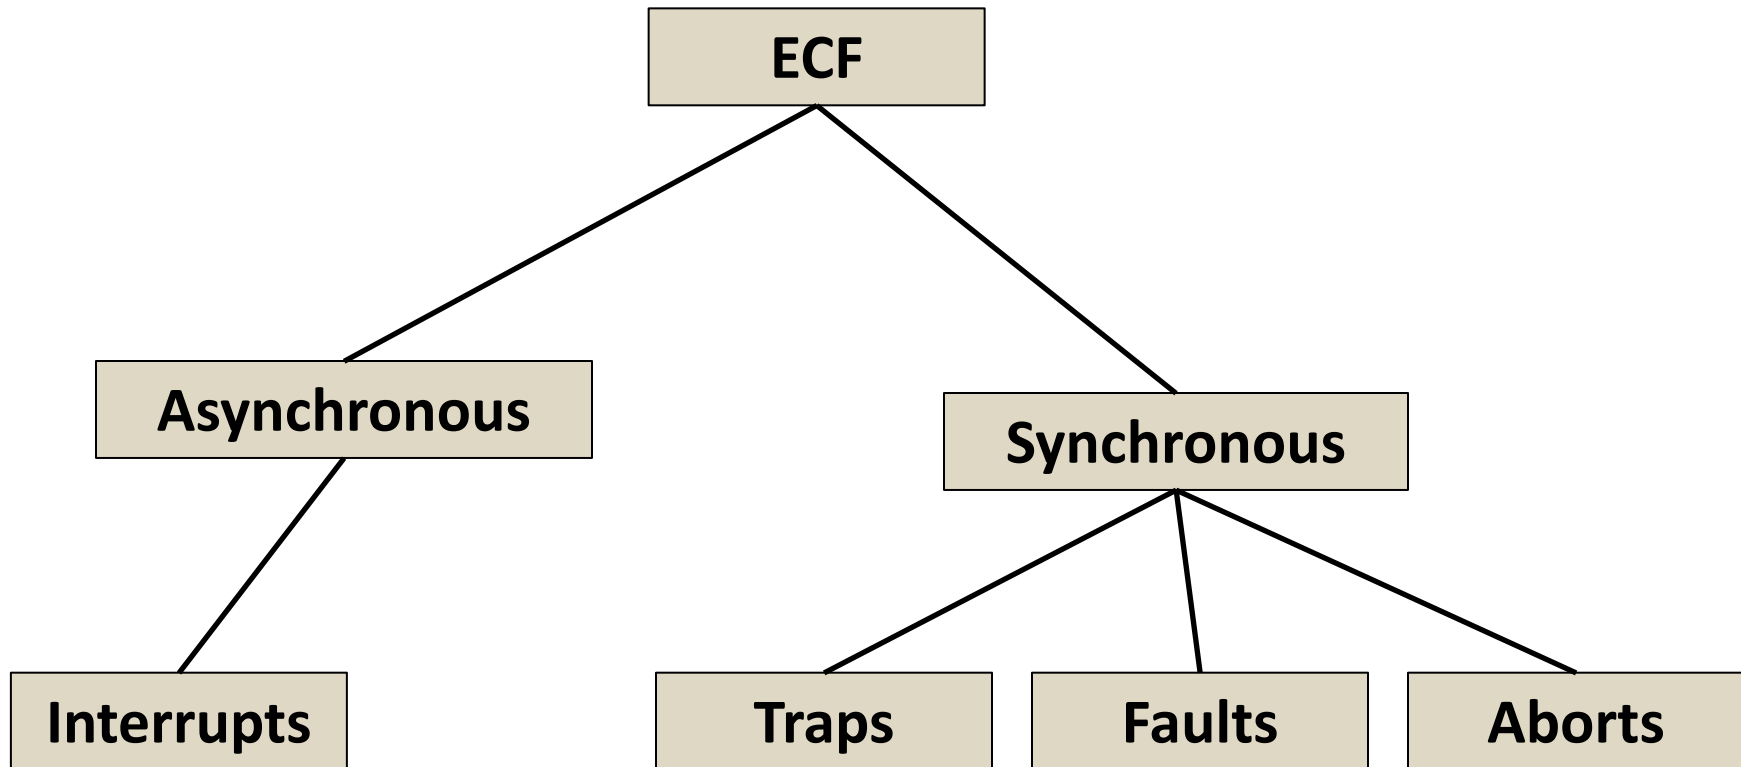 ECF
Asynchronous
Synchronous
Interrupts
Traps
Faults
Aborts